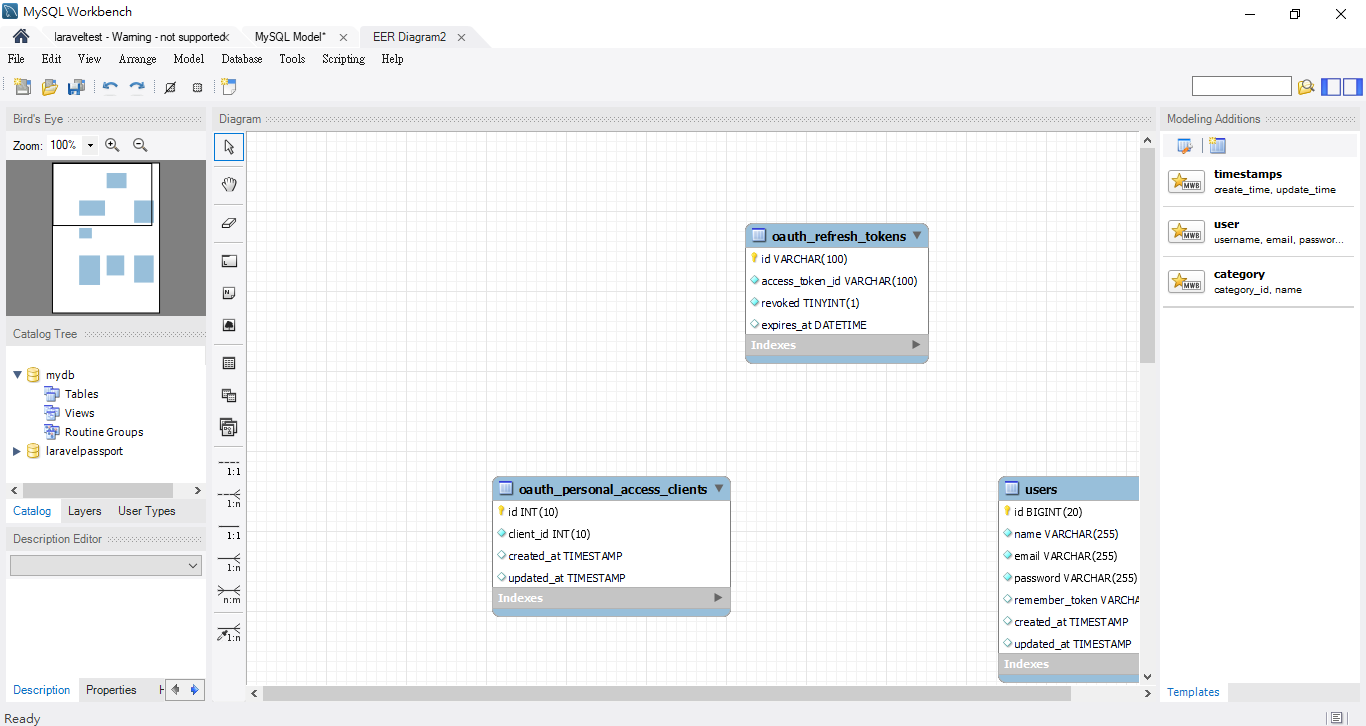 MySQL Workbench
laraveltest - Warning - not supported
MySQL Model*
EER Diagram2
File Edit View Arrange Model Database Tools Scripting Help
Bird's Eye
Zoom: 100%
Catalog Tree
mydb
Tables
Views
Routine Groups
laravelpassport
Catalog Layers User Types
Description Editor
Description Properties H
Diagram
1:1
1:n
1:1
1:n
n:m
1:n
oauth_refresh_tokens
id VARCHAR(100)
access_token_id VARCHAR(100)
revoked TINYINT(1)
expires_at DATETIME
Indexes
oauth_personal_access_clients
id INT(10)
client_id INT(10)
created_at TIMESTAMP
updated_at TIMESTAMP
Indexes
users
id BIGINT(20)
name VARCHAR(255)
email VARCHAR(255)
password VARCHAR(255)
remember_token VARCHA
created_at TIMESTAMP
updated_at TIMESTAMP
Indexes
Modeling Additions
MWB
timestamps
create_time, update_time
MWB
user
username, email, passwor...
MWB
category
category_id, name
Templates
Ready